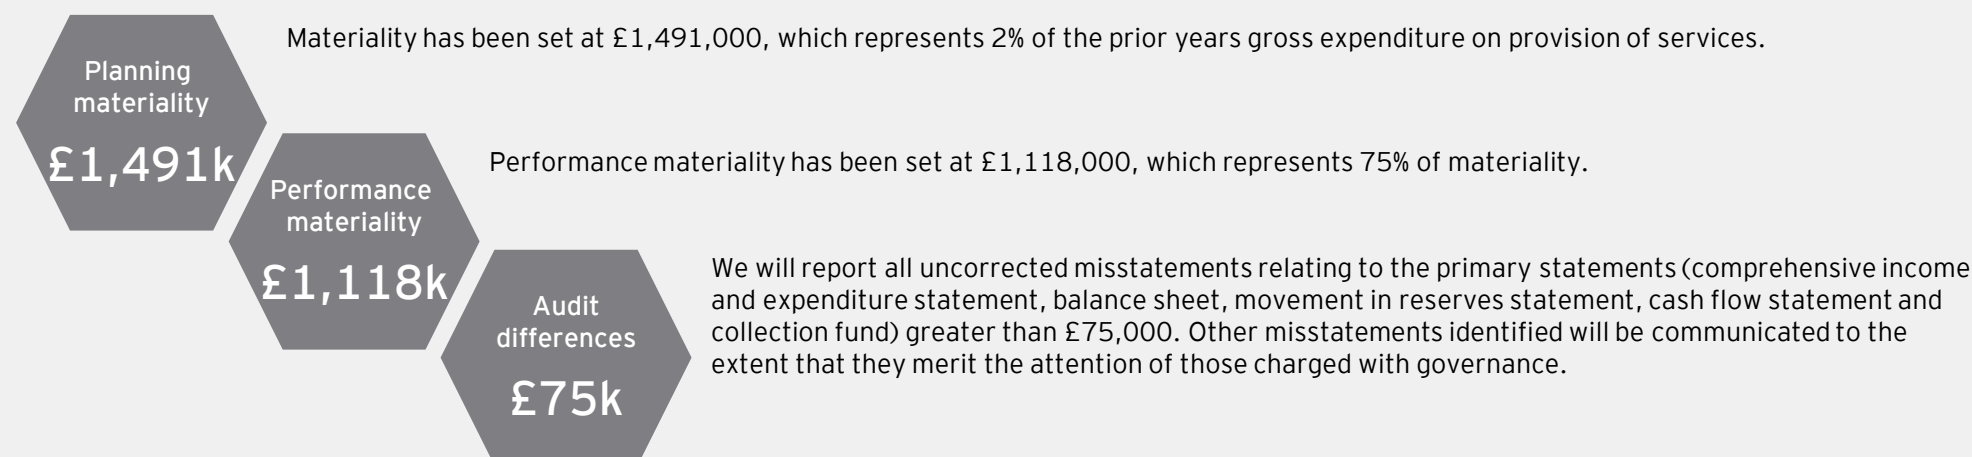 Planning
materiality
£1,491k
Materiality has been set at £1,491,000, which represents 2% of the prior years gross expenditure on provision of services.
Performance
materiality
£1,118k
Performance materiality has been set at £1,118,000, which represents 75% of materiality.
Audit
differences
£75k
We will report all uncorrected misstatements relating to the primary statements (comprehensive income
and expenditure statement, balance sheet, movement in reserves statement, cash flow statement and
collection fund) greater than £75,000. Other misstatements identified will be communicated to the
extent that they merit the attention of those charged with governance.